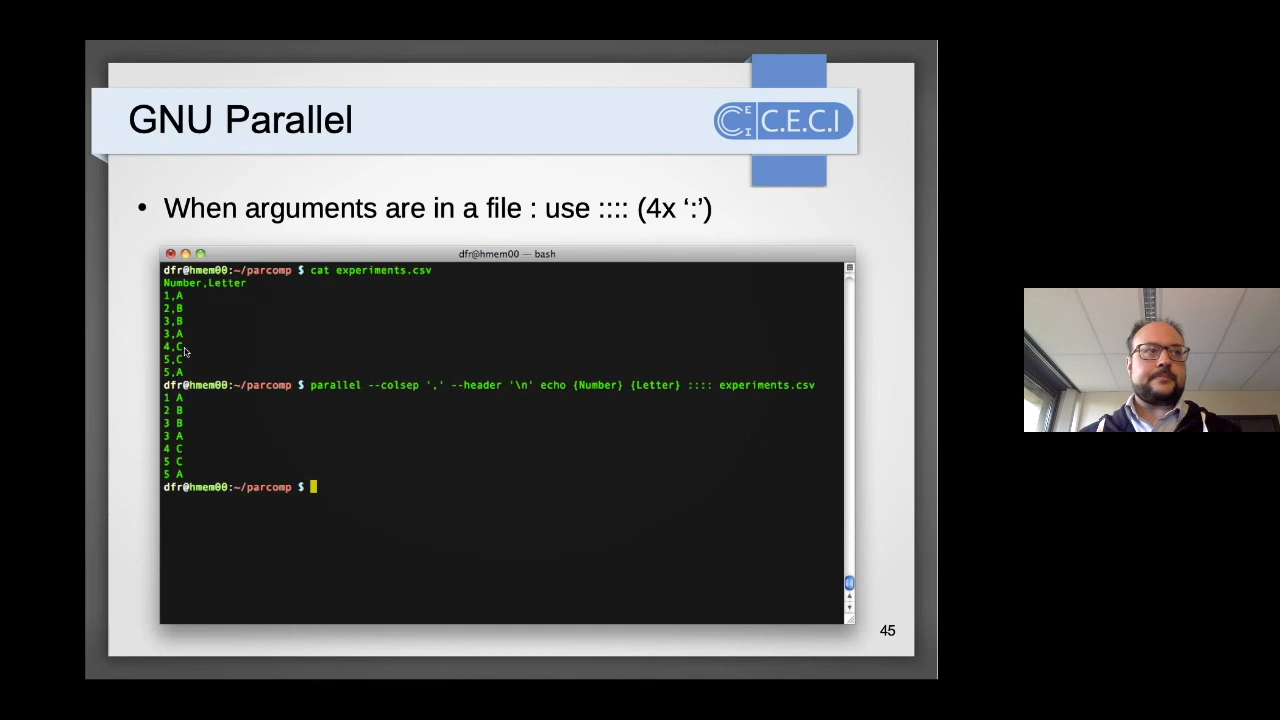 GNU Parallel
C E C I C.E.C.I
• When arguments are in a file : use :::: (4x ‘:’)
dfr@hmem00 — bash
dfr@hmem00:~/parcomp $ cat experiments.csv
Number,Letter
1,A
2,B
3,B
3,A
4,C
5,C
5,A
dfr@hmem00:~/parcomp $ parallel --colsep ',' --header '\n' echo {Number} {Letter} :::: experiments.csv
1 A
2 B
3 B
3 A
4 C
5 C
5 A
dfr@hmem00:~/parcomp $
45